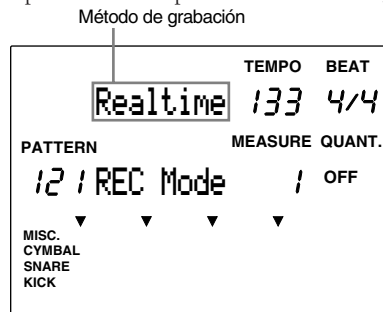 Método de grabación
TEMPO BEAT
Realtime 133 4/4
PATTERN MEASURE QUANT.
121 REC Mode 1 OFF
MISC.
CYMBAL
SNARE
KICK